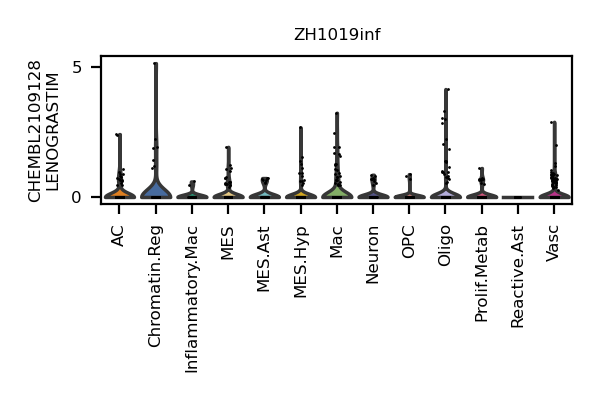 ZH1019inf
CHEMBL2109128
LENOGRASTIM
5
0
AC
Chromatin.Reg
Inflammatory.Mac
MES
MES.Ast
MES.Hyp
Mac
Neuron
OPC
Oligo
Prolif.Metab
Reactive.Ast
Vasc